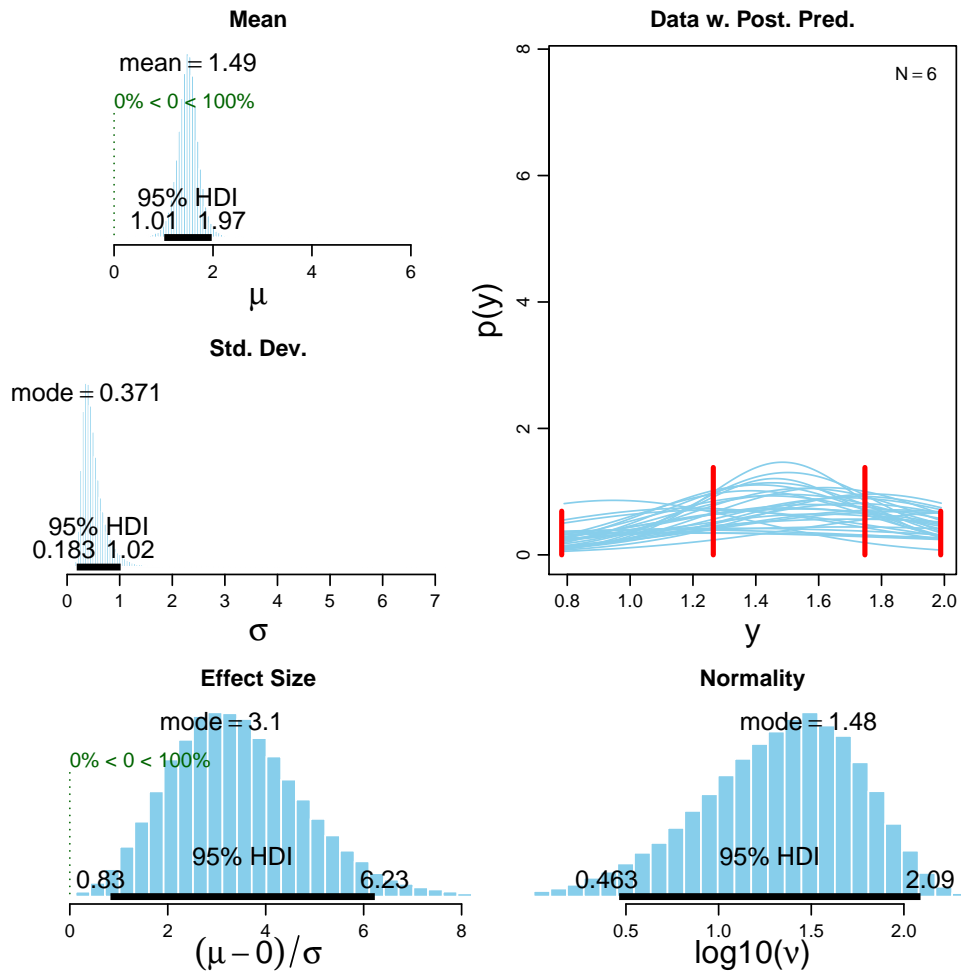 Mean
mean = 1.49
0% < 0 < 100%
95% HDI
1.01 1.97
0 2 4 6
μ
Data w. Post. Pred.
N = 6
8
6
4
2
0
p(y)
0.8 1.0 1.2 1.4 1.6 1.8 2.0
y
Std. Dev.
mode = 0.371
95% HDI
0.183 1.02
0 1 2 3 4 5 6 7
σ
Effect Size
mode = 3.1
0% < 0 < 100%
95% HDI
0.83 6.23
0 2 4 6 8
(μ − 0)/σ
Normality
mode = 1.48
95% HDI
0.463 2.09
0.5 1.0 1.5 2.0
log10(ν)